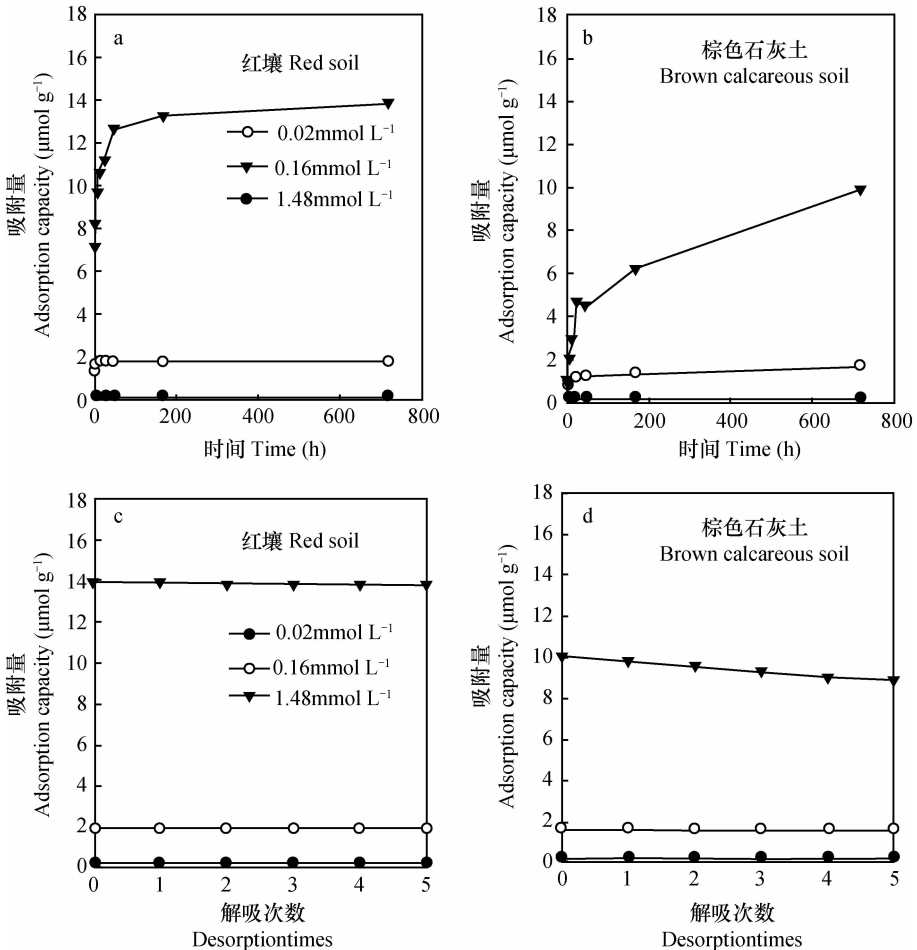 a
红壤 Red soil
0.02mmol L⁻¹
0.16mmol L⁻¹
1.48mmol L⁻¹
吸附量
Adsorption capacity (μmol g⁻¹)
18
16
14
12
10
8
6
4
2
0
0 200 400 600 800
时间 Time (h)
b
棕色石灰土
Brown calcareous soil
吸附量
Adsorption capacity (μmol g⁻¹)
18
16
14
12
10
8
6
4
2
0
0 200 400 600 800
时间 Time (h)
c
红壤 Red soil
0.02mmol L⁻¹
0.16mmol L⁻¹
1.48mmol L⁻¹
吸附量
Adsorption capacity (μmol g⁻¹)
18
16
14
12
10
8
6
4
2
0
0 1 2 3 4 5
解吸次数
Desorptiontimes
d
棕色石灰土
Brown calcareous soil
吸附量
Adsorption capacity (μmol g⁻¹)
18
16
14
12
10
8
6
4
2
0
0 1 2 3 4 5
解吸次数
Desorptiontimes